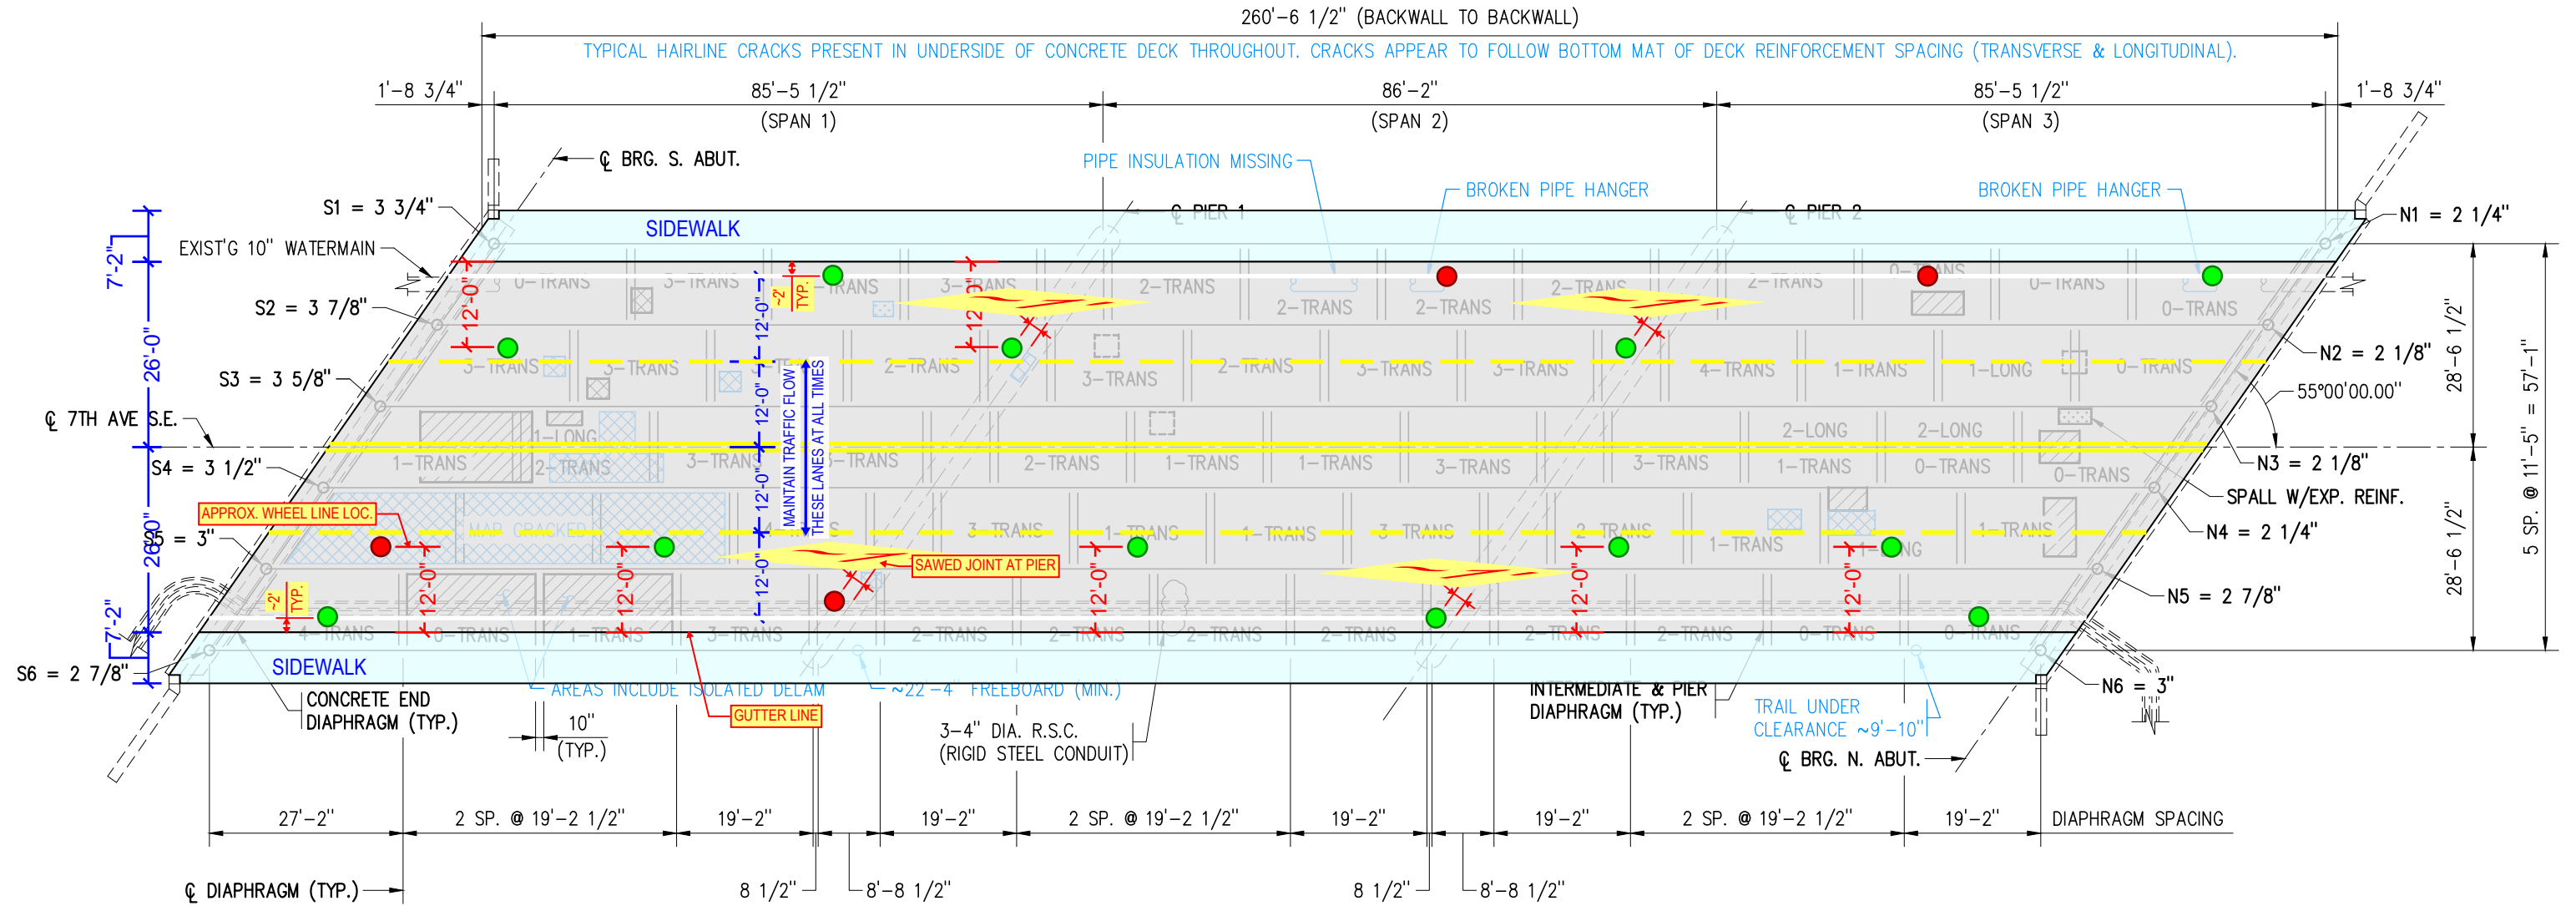 260'-6 1/2" (BACKWALL TO BACKWALL)
TYPICAL HAIRLINE CRACKS PRESENT IN UNDERSIDE OF CONCRETE DECK THROUGHOUT. CRACKS APPEAR TO FOLLOW BOTTOM MAT OF DECK REINFORCEMENT SPACING (TRANSVERSE & LONGITUDINAL).
1'-8 3/4"
85'-5 1/2"
(SPAN 1)
86'-2"
(SPAN 2)
85'-5 1/2"
(SPAN 3)
1'-8 3/4"
℄ BRG. S. ABUT.
PIPE INSULATION MISSING
BROKEN PIPE HANGER
BROKEN PIPE HANGER
S1 = 3 3/4"
SIDEWALK
℄ PIER 1
℄ PIER 2
N1 = 2 1/4"
EXIST'G 10" WATERMAIN
7'-2"
0-TRANS
3-TRANS
-TRANS
2-TRANS
2-TRANS
2-TRANS
2-TRANS
2-TRANS
0-TRANS
0-TRANS
0-TRANS
~2'
TYP.
12'-0"
12'-0"
12'-0"
S2 = 3 7/8"
26'-0"
3-TRANS
3-TRANS
2-TRANS
3-TRANS
2-TRANS
3-TRANS
3-TRANS
4-TRANS
1-TRANS
1-LONG
0-TRANS
N2 = 2 1/8"
28'-6 1/2"
5 SP. @ 11'-5" = 57'-1"
S3 = 3 5/8"
55°00'00.00"
MAINTAIN TRAFFIC FLOW
THESE LANES AT ALL TIMES
12'-0"
℄ 7TH AVE S.E.
1-LONG
2-LONG
2-LONG
S4 = 3 1/2"
1-TRANS
2-TRANS
3-TRANS
3-TRANS
2-TRANS
1-TRANS
1-TRANS
3-TRANS
3-TRANS
1-TRANS
0-TRANS
0-TRANS
N3 = 2 1/8"
SPALL W/EXP. REINF.
12'-0"
APPROX. WHEEL LINE LOC.
MAP CRACKED
3-TRANS
1-TRANS
1-TRANS
3-TRANS
2-TRANS
1-TRANS
1-LONG
1-TRANS
N4 = 2 1/4"
S5 = 3"
26'-0"
28'-6 1/2"
SAWED JOINT AT PIER
12'-0"
12'-0"
12'-0"
12'-0"
12'-0"
12'-0"
~2'
TYP.
N5 = 2 7/8"
7'-2"
4-TRANS
0-TRANS
1-TRANS
3-TRANS
2-TRANS
2-TRANS
2-TRANS
2-TRANS
2-TRANS
2-TRANS
0-TRANS
0-TRANS
S6 = 2 7/8"
SIDEWALK
N6 = 3"
CONCRETE END
DIAPHRAGM (TYP.)
AREAS INCLUDE ISOLATED DELAM
~22'-4" FREEBOARD (MIN.)
INTERMEDIATE & PIER
DIAPHRAGM (TYP.)
TRAIL UNDER
CLEARANCE ~9'-10"
GUTTER LINE
10"
(TYP.)
3-4" DIA. R.S.C.
(RIGID STEEL CONDUIT)
℄ BRG. N. ABUT.
27'-2"
2 SP. @ 19'-2 1/2"
19'-2"
19'-2"
2 SP. @ 19'-2 1/2"
19'-2"
19'-2"
2 SP. @ 19'-2 1/2"
19'-2"
DIAPHRAGM SPACING
℄ DIAPHRAGM (TYP.)
8 1/2"
8'-8 1/2"
8 1/2"
8'-8 1/2"